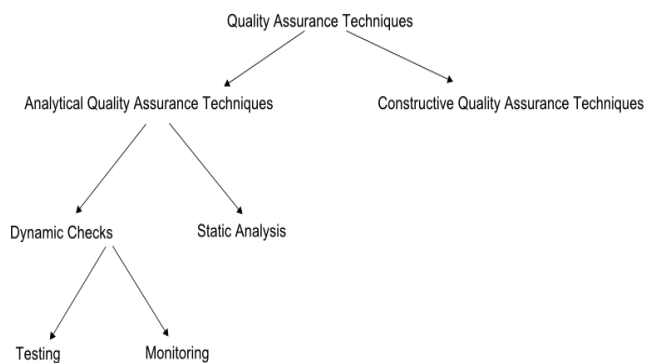 Quality Assurance Techniques
Analytical Quality Assurance Techniques
Constructive Quality Assurance Techniques
Dynamic Checks
Static Analysis
Testing
Monitoring